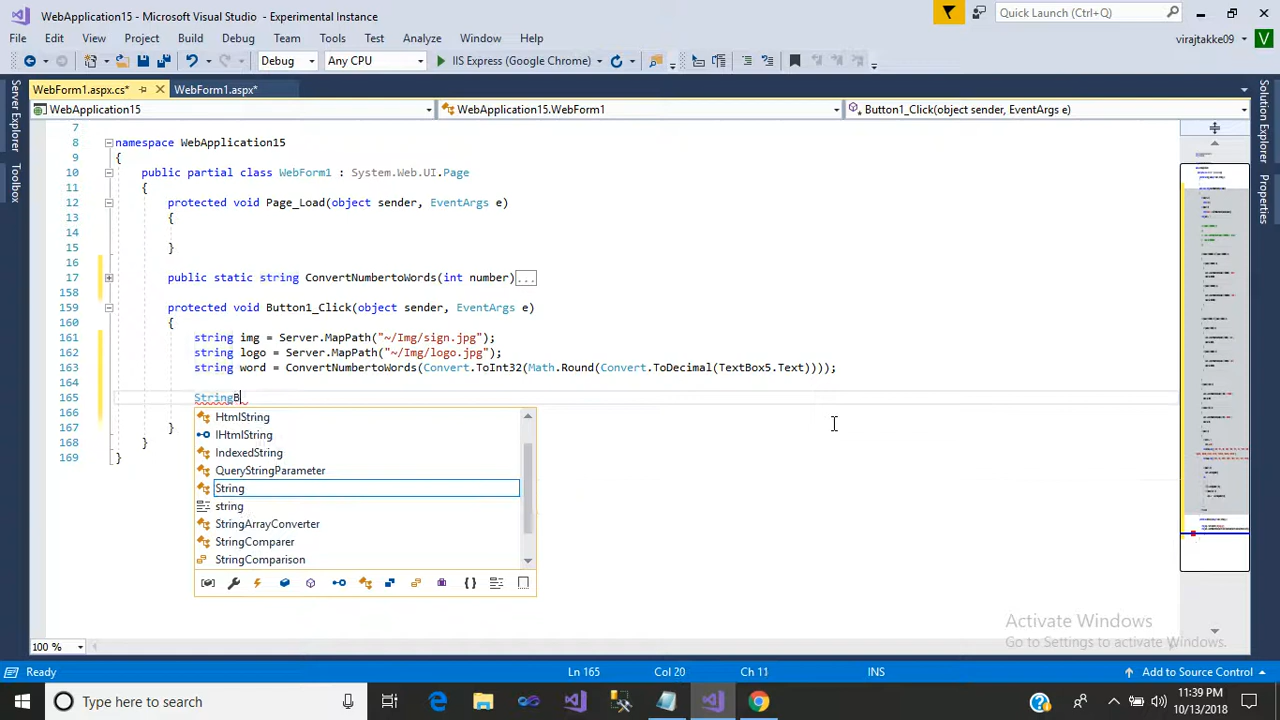 WebApplication15 - Microsoft Visual Studio - Experimental Instance
Quick Launch (Ctrl+Q)
File Edit View Project Build Debug Team Tools Test Analyze Window Help
virajtakke09 V
Debug Any CPU IIS Express (Google Chrome)
WebForm1.aspx.cs* WebForm1.aspx*
WebApplication15 WebApplication15.WebForm1 Button1_Click(object sender, EventArgs e)
Server Explorer
Toolbox
Solution Explorer
Properties
7
8 namespace WebApplication15
9 {
10 public partial class WebForm1 : System.Web.UI.Page
11 {
12 protected void Page_Load(object sender, EventArgs e)
13 {
14
15 }
16
17 public static string ConvertNumbertoWords(int number)...
158
159 protected void Button1_Click(object sender, EventArgs e)
160 {
161 string img = Server.MapPath("~/Img/sign.jpg");
162 string logo = Server.MapPath("~/Img/logo.jpg");
163 string word = ConvertNumbertoWords(Convert.ToInt32(Math.Round(Convert.ToDecimal(TextBox5.Text))));
164
165 StringB
166
167 }
168 }
169 }
HtmlString
IHtmlString
IndexedString
QueryStringParameter
String
string
StringArrayConverter
StringComparer
StringComparison
Activate Windows
Go to Settings to activate Windows.
100 %
Ready Ln 165 Col 20 Ch 11 INS Add to Source Control
Type here to search
11:39 PM
10/13/2018